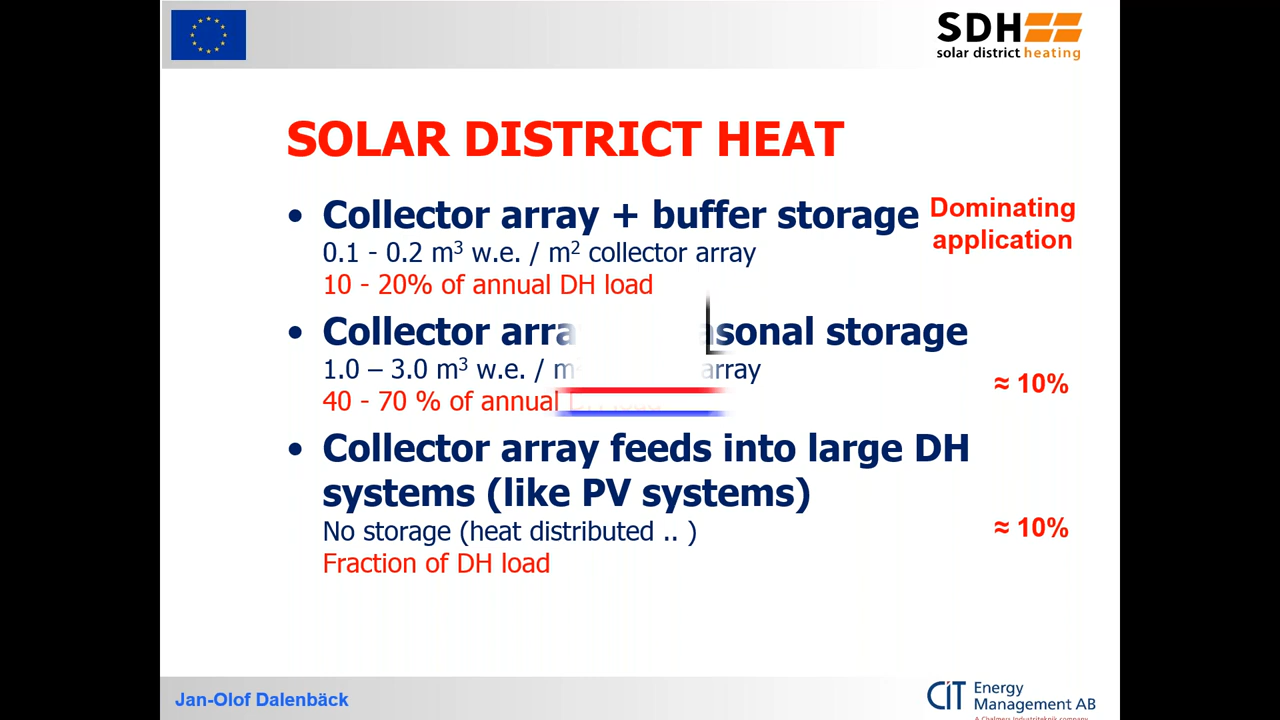 SDH
solar district heating
SOLAR DISTRICT HEAT
• Collector array + buffer storage
Dominating
application
0.1 - 0.2 m³ w.e. / m² collector array
10 - 20% of annual DH load
• Collector sonal storage
1.0 – 3.0 m³ w.e. / m array
≈ 10%
40 - 70 % of annual
• Collector array feeds into large DH
systems (like PV systems)
No storage (heat distributed .. )
≈ 10%
Fraction of DH load
Jan-Olof Dalenbäck
CIT Energy
Management AB